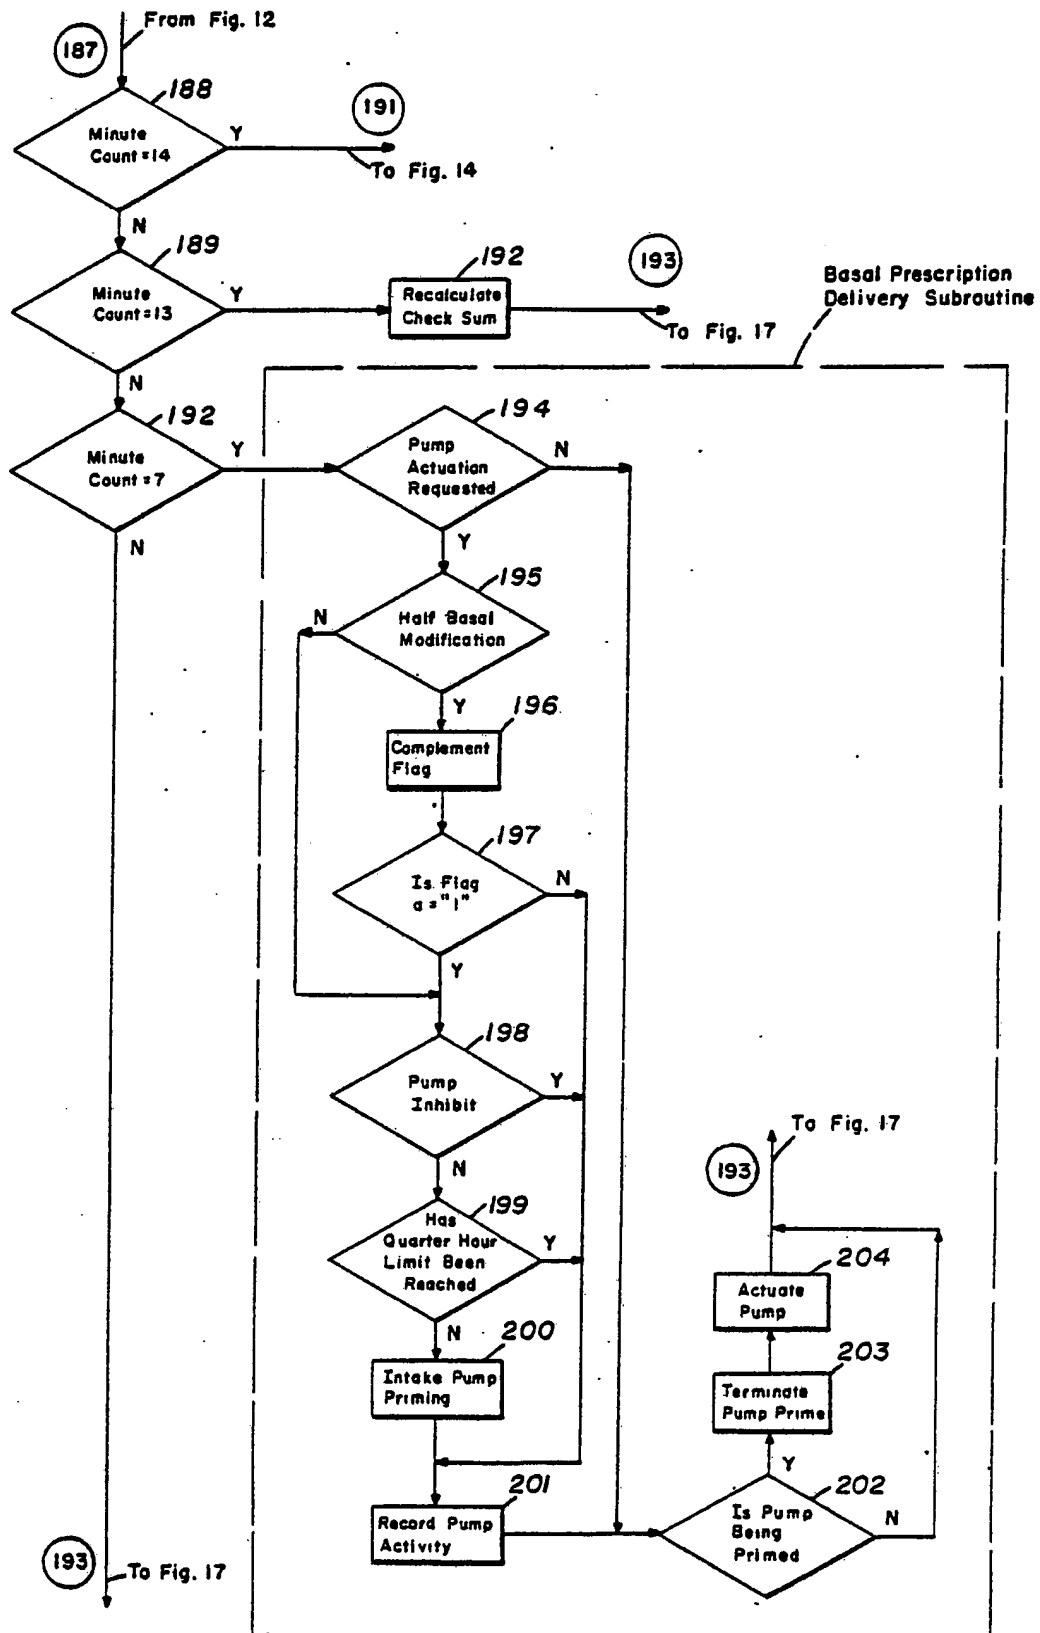 From Fig. 12
187
188
Minute
Count=14
Y
191
To Fig. 14
N
189
Minute
Count=13
Y
192
Recalculate
Check Sum
193
To Fig. 17
Basal Prescription
Delivery Subroutine
N
192
Minute
Count=7
Y
N
194
Pump
Actuation
Requested
N
Y
195
Half Basal
Modification
N
Y
196
Complement
Flag
197
Is Flag
a="1"
N
Y
198
Pump
Inhibit
Y
N
199
Has
Quarter Hour
Limit Been
Reached
Y
N
200
Intake Pump
Priming
201
Record Pump
Activity
202
Is Pump
Being
Primed
N
Y
203
Terminate
Pump Prime
204
Actuate
Pump
193
To Fig. 17
193
To Fig. 17